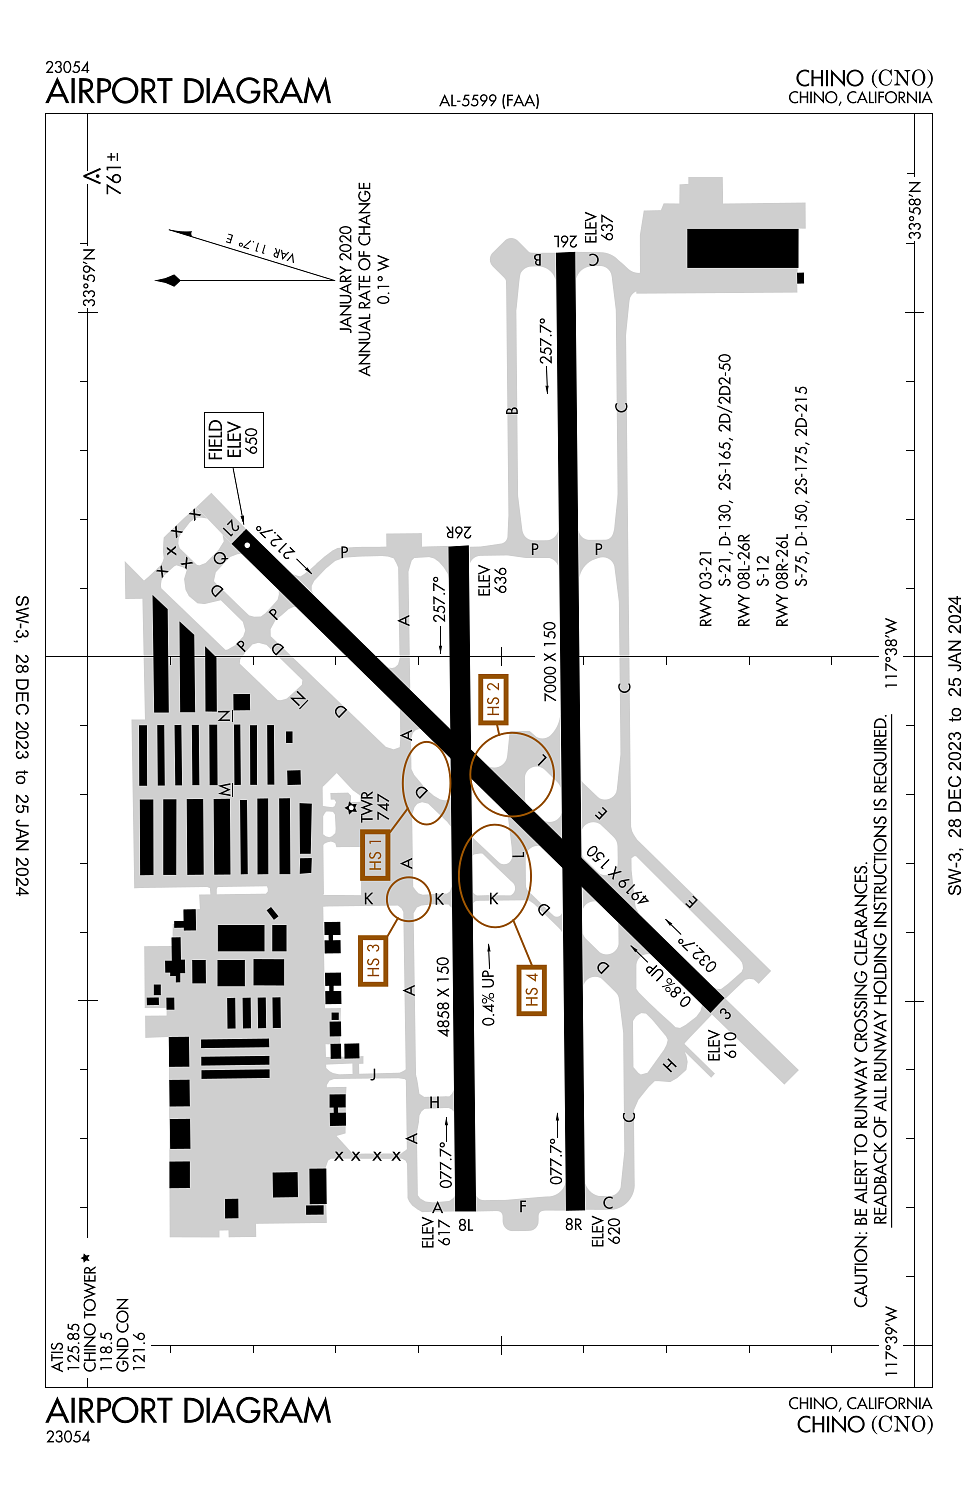 23054
AIRPORT DIAGRAM
AL-5599 (FAA)
CHINO (CNO)
CHINO, CALIFORNIA
761±
33°59'N
33°58'N
VAR 11.7° E
JANUARY 2020
ANNUAL RATE OF CHANGE
0.1° W
FIELD
ELEV
650
26L
ELEV
637
B
C
257.7°
B
C
21
212.7°
Q
D
P
P
D
P
26R
ELEV
636
257.7°
P
P
A
7000 X 150
RWY 03-21
S-21, D-130, 2S-165, 2D/2D2-50
RWY 08L-26R
S-12
RWY 08R-26L
S-75, D-150, 2S-175, 2D-215
117°38'W
N
N
M
D
A
HS 2
C
L
TWR
747
D
HS 1
A
L
E
4919 X 150
K
K
K
D
E
HS 3
HS 4
A
4858 X 150
0.4% UP
D
0.8% UP
032.7°
3
ELEV
610
H
J
H
A
C
077.7°
077.7°
X X X X
X X X X X
A
F
C
ELEV
617
8L
8R
ELEV
620
CAUTION: BE ALERT TO RUNWAY CROSSING CLEARANCES.
READBACK OF ALL RUNWAY HOLDING INSTRUCTIONS IS REQUIRED.
117°39'W
ATIS
125.85
CHINO TOWER
118.5
GND CON
121.6
SW-3, 28 DEC 2023 to 25 JAN 2024
SW-3, 28 DEC 2023 to 25 JAN 2024
AIRPORT DIAGRAM
23054
CHINO, CALIFORNIA
CHINO (CNO)